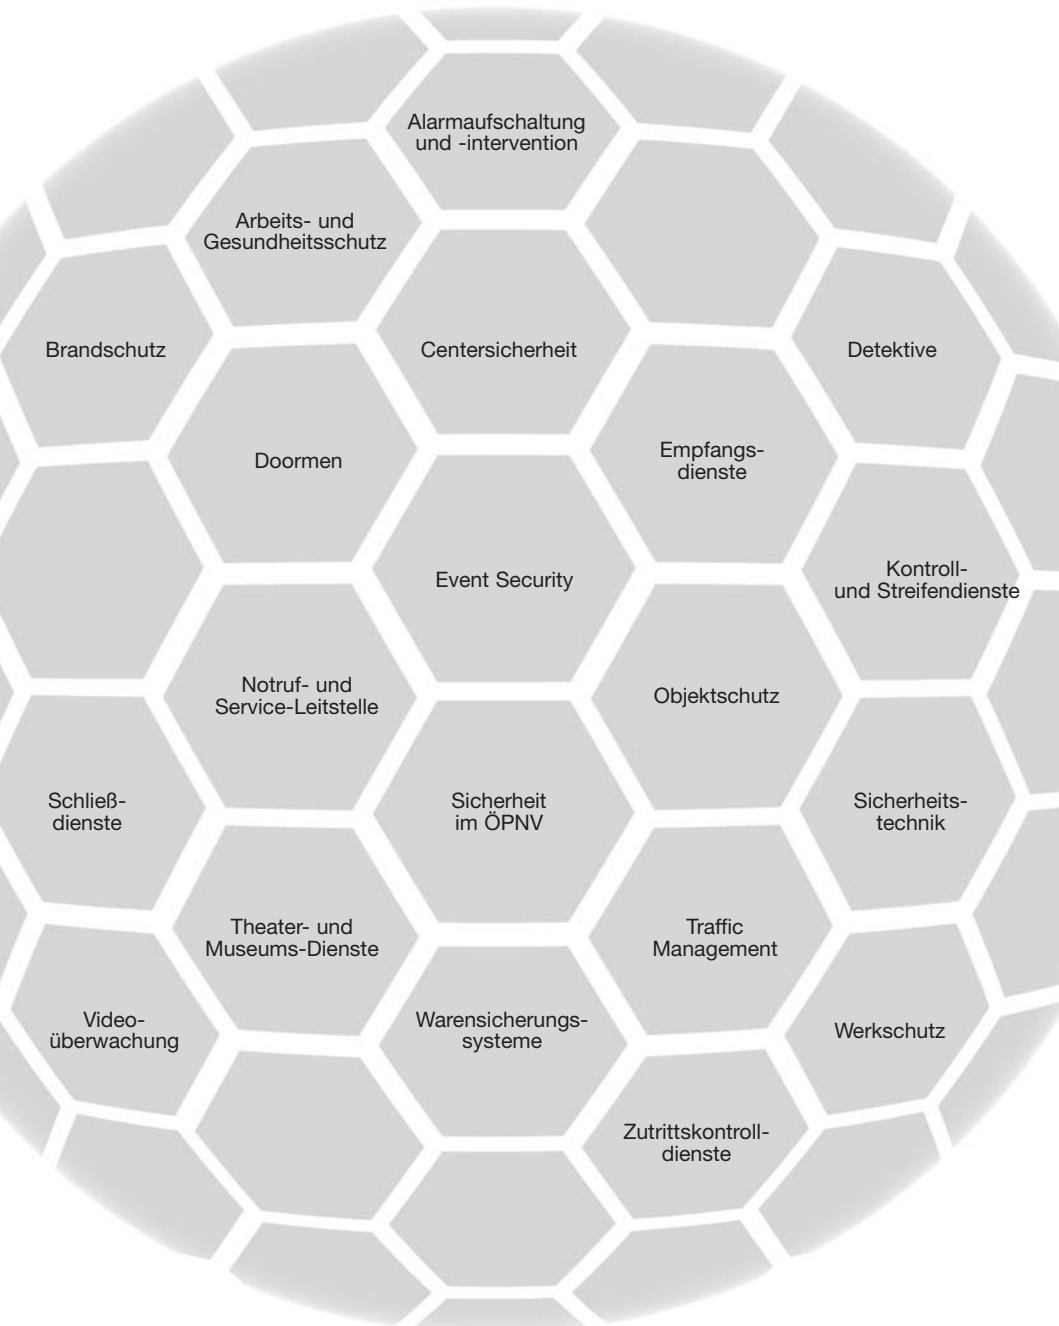 Alarmaufschaltung
und -intervention
Arbeits- und
Gesundheitsschutz
Brandschutz
Centersicherheit
Detektive
Doormen
Empfangs-
dienste
Event Security
Kontroll-
und Streifendienste
Notruf- und
Service-Leitstelle
Objektschutz
Schließ-
dienste
Sicherheit
im ÖPNV
Sicherheits-
technik
Theater- und
Museums-Dienste
Traffic
Management
Video-
überwachung
Warensicherungs-
systeme
Werkschutz
Zutrittskontroll-
dienste